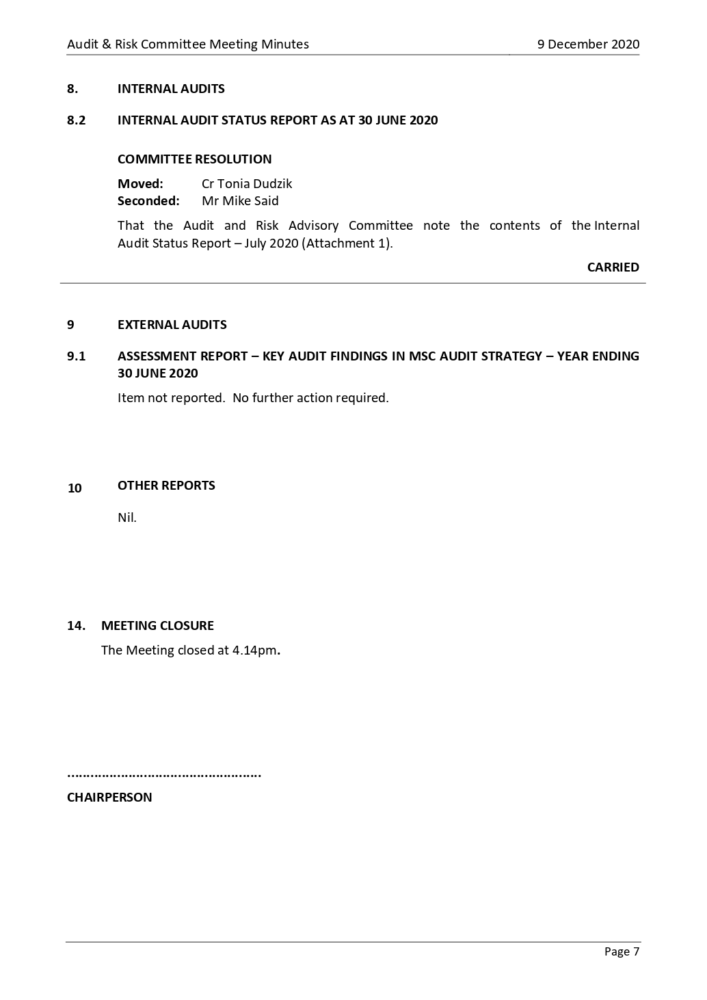 Audit & Risk Committee Meeting Minutes 9 December 2020
8. INTERNAL AUDITS
8.2 INTERNAL AUDIT STATUS REPORT AS AT 30 JUNE 2020
COMMITTEE RESOLUTION
Moved: Cr Tonia Dudzik
Seconded: Mr Mike Said
That the Audit and Risk Advisory Committee note the contents of the Internal
Audit Status Report – July 2020 (Attachment 1).
CARRIED
9 EXTERNAL AUDITS
9.1 ASSESSMENT REPORT – KEY AUDIT FINDINGS IN MSC AUDIT STRATEGY – YEAR ENDING
30 JUNE 2020
Item not reported. No further action required.
10 OTHER REPORTS
Nil.
14. MEETING CLOSURE
The Meeting closed at 4.14pm.
...................................................
CHAIRPERSON
Page 7